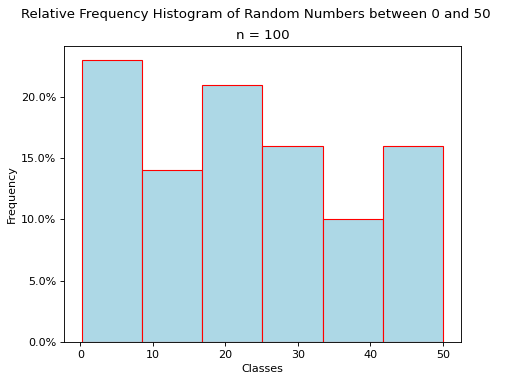 Relative Frequency Histogram of Random Numbers between 0 and 50
n = 100
20.0%
15.0%
10.0%
5.0%
0.0%
Frequency
0 10 20 30 40 50
Classes